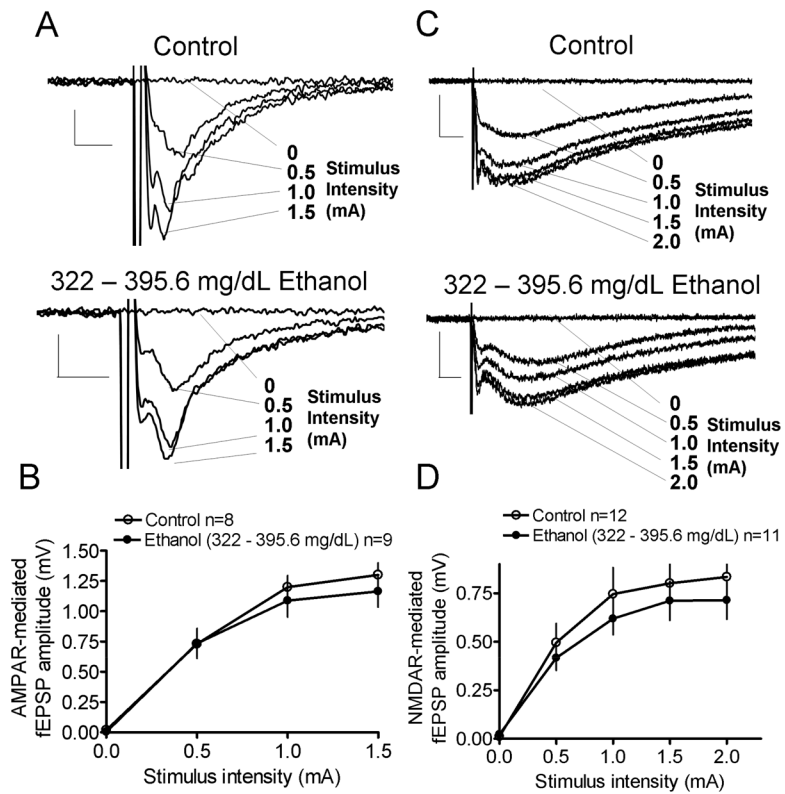 A
Control
0
0.5 Stimulus
1.0 Intensity
1.5 (mA)
322 – 395.6 mg/dL Ethanol
0
0.5 Stimulus
1.0 Intensity
1.5 (mA)
B
Control n=8
Ethanol (322 - 395.6 mg/dL) n=9
AMPAR-mediated
fEPSP amplitude (mV)
1.50
1.25
1.00
0.75
0.50
0.25
0.00
0.0 0.5 1.0 1.5
Stimulus intensity (mA)
C
Control
0
0.5 Stimulus
1.0 Intensity
1.5 (mA)
2.0
322 – 395.6 mg/dL Ethanol
0
0.5 Stimulus
1.0 Intensity
1.5 (mA)
2.0
D
Control n=12
Ethanol (322 - 395.6 mg/dL) n=11
NMDAR-mediated
fEPSP amplitude (mV)
0.75
0.50
0.25
0.00
0.0 0.5 1.0 1.5 2.0
Stimulus intensity (mA)